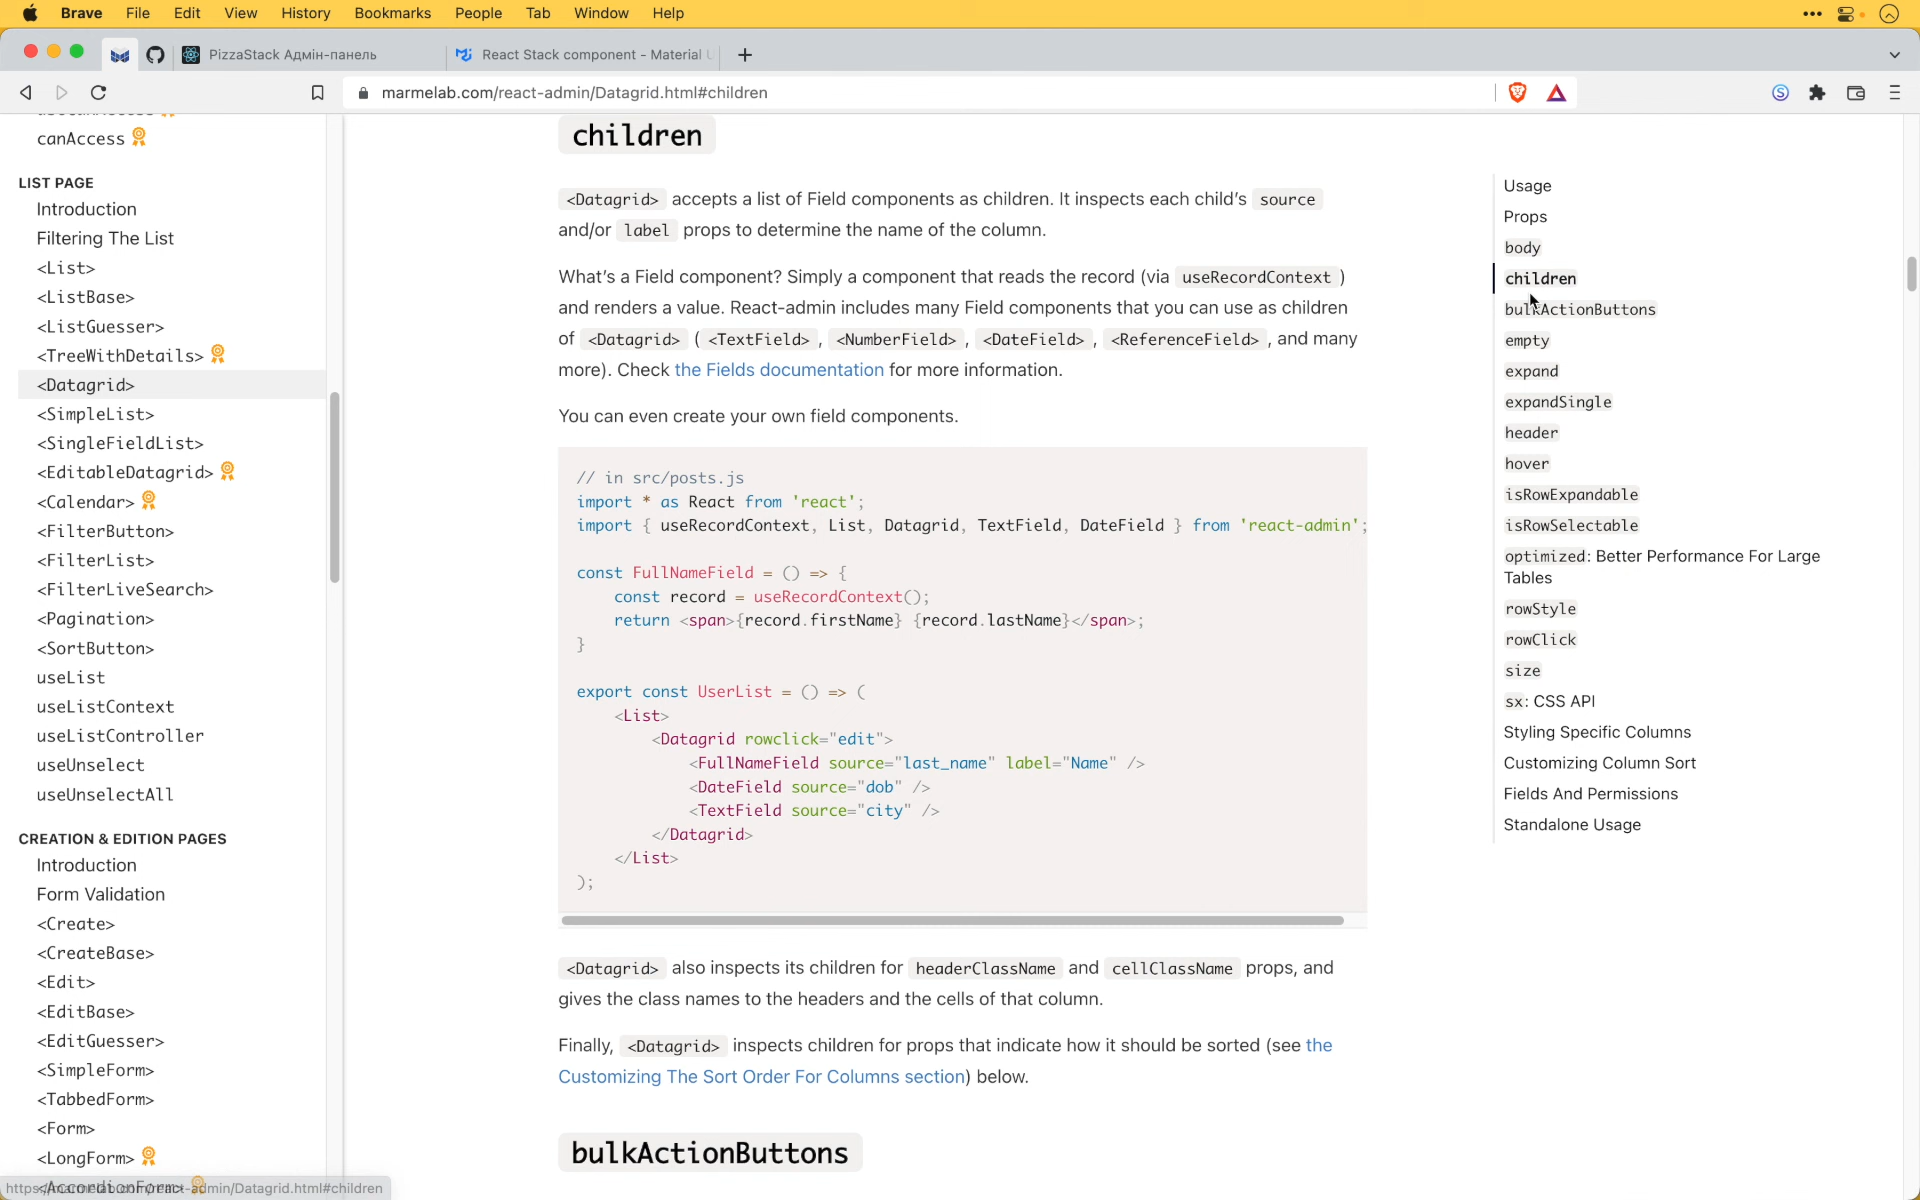 Brave File Edit View History Bookmarks People Tab Window Help
PizzaStack Адмін-панель
React Stack component - Material
marmelab.com/react-admin/Datagrid.html#children
canAccess
LIST PAGE
Introduction
Filtering The List
<List>
<ListBase>
<ListGuesser>
<TreeWithDetails>
<Datagrid>
<SimpleList>
<SingleFieldList>
<EditableDatagrid>
<Calendar>
<FilterButton>
<FilterList>
<FilterLiveSearch>
<Pagination>
<SortButton>
useList
useListContext
useListController
useUnselect
useUnselectAll
CREATION & EDITION PAGES
Introduction
Form Validation
<Create>
<CreateBase>
<Edit>
<EditBase>
<EditGuesser>
<SimpleForm>
<TabbedForm>
<Form>
<LongForm>
<AccordionForm>
https://marmelab.com/react-admin/Datagrid.html#children
children
<Datagrid> accepts a list of Field components as children. It inspects each child’s source
and/or label props to determine the name of the column.
What’s a Field component? Simply a component that reads the record (via useRecordContext )
and renders a value. React-admin includes many Field components that you can use as children
of <Datagrid> ( <TextField> , <NumberField> , <DateField> , <ReferenceField> , and many
more). Check the Fields documentation for more information.
You can even create your own field components.
// in src/posts.js
import * as React from 'react';
import { useRecordContext, List, Datagrid, TextField, DateField } from 'react-admin';
const FullNameField = () => {
const record = useRecordContext();
return <span>{record.firstName} {record.lastName}</span>;
}
export const UserList = () => (
<List>
<Datagrid rowclick="edit">
<FullNameField source="last_name" label="Name" />
<DateField source="dob" />
<TextField source="city" />
</Datagrid>
</List>
);
<Datagrid> also inspects its children for headerClassName and cellClassName props, and
gives the class names to the headers and the cells of that column.
Finally, <Datagrid> inspects children for props that indicate how it should be sorted (see the
Customizing The Sort Order For Columns section) below.
bulkActionButtons
Usage
Props
body
children
bulkActionButtons
empty
expand
expandSingle
header
hover
isRowExpandable
isRowSelectable
optimized: Better Performance For Large
Tables
rowStyle
rowClick
size
sx: CSS API
Styling Specific Columns
Customizing Column Sort
Fields And Permissions
Standalone Usage